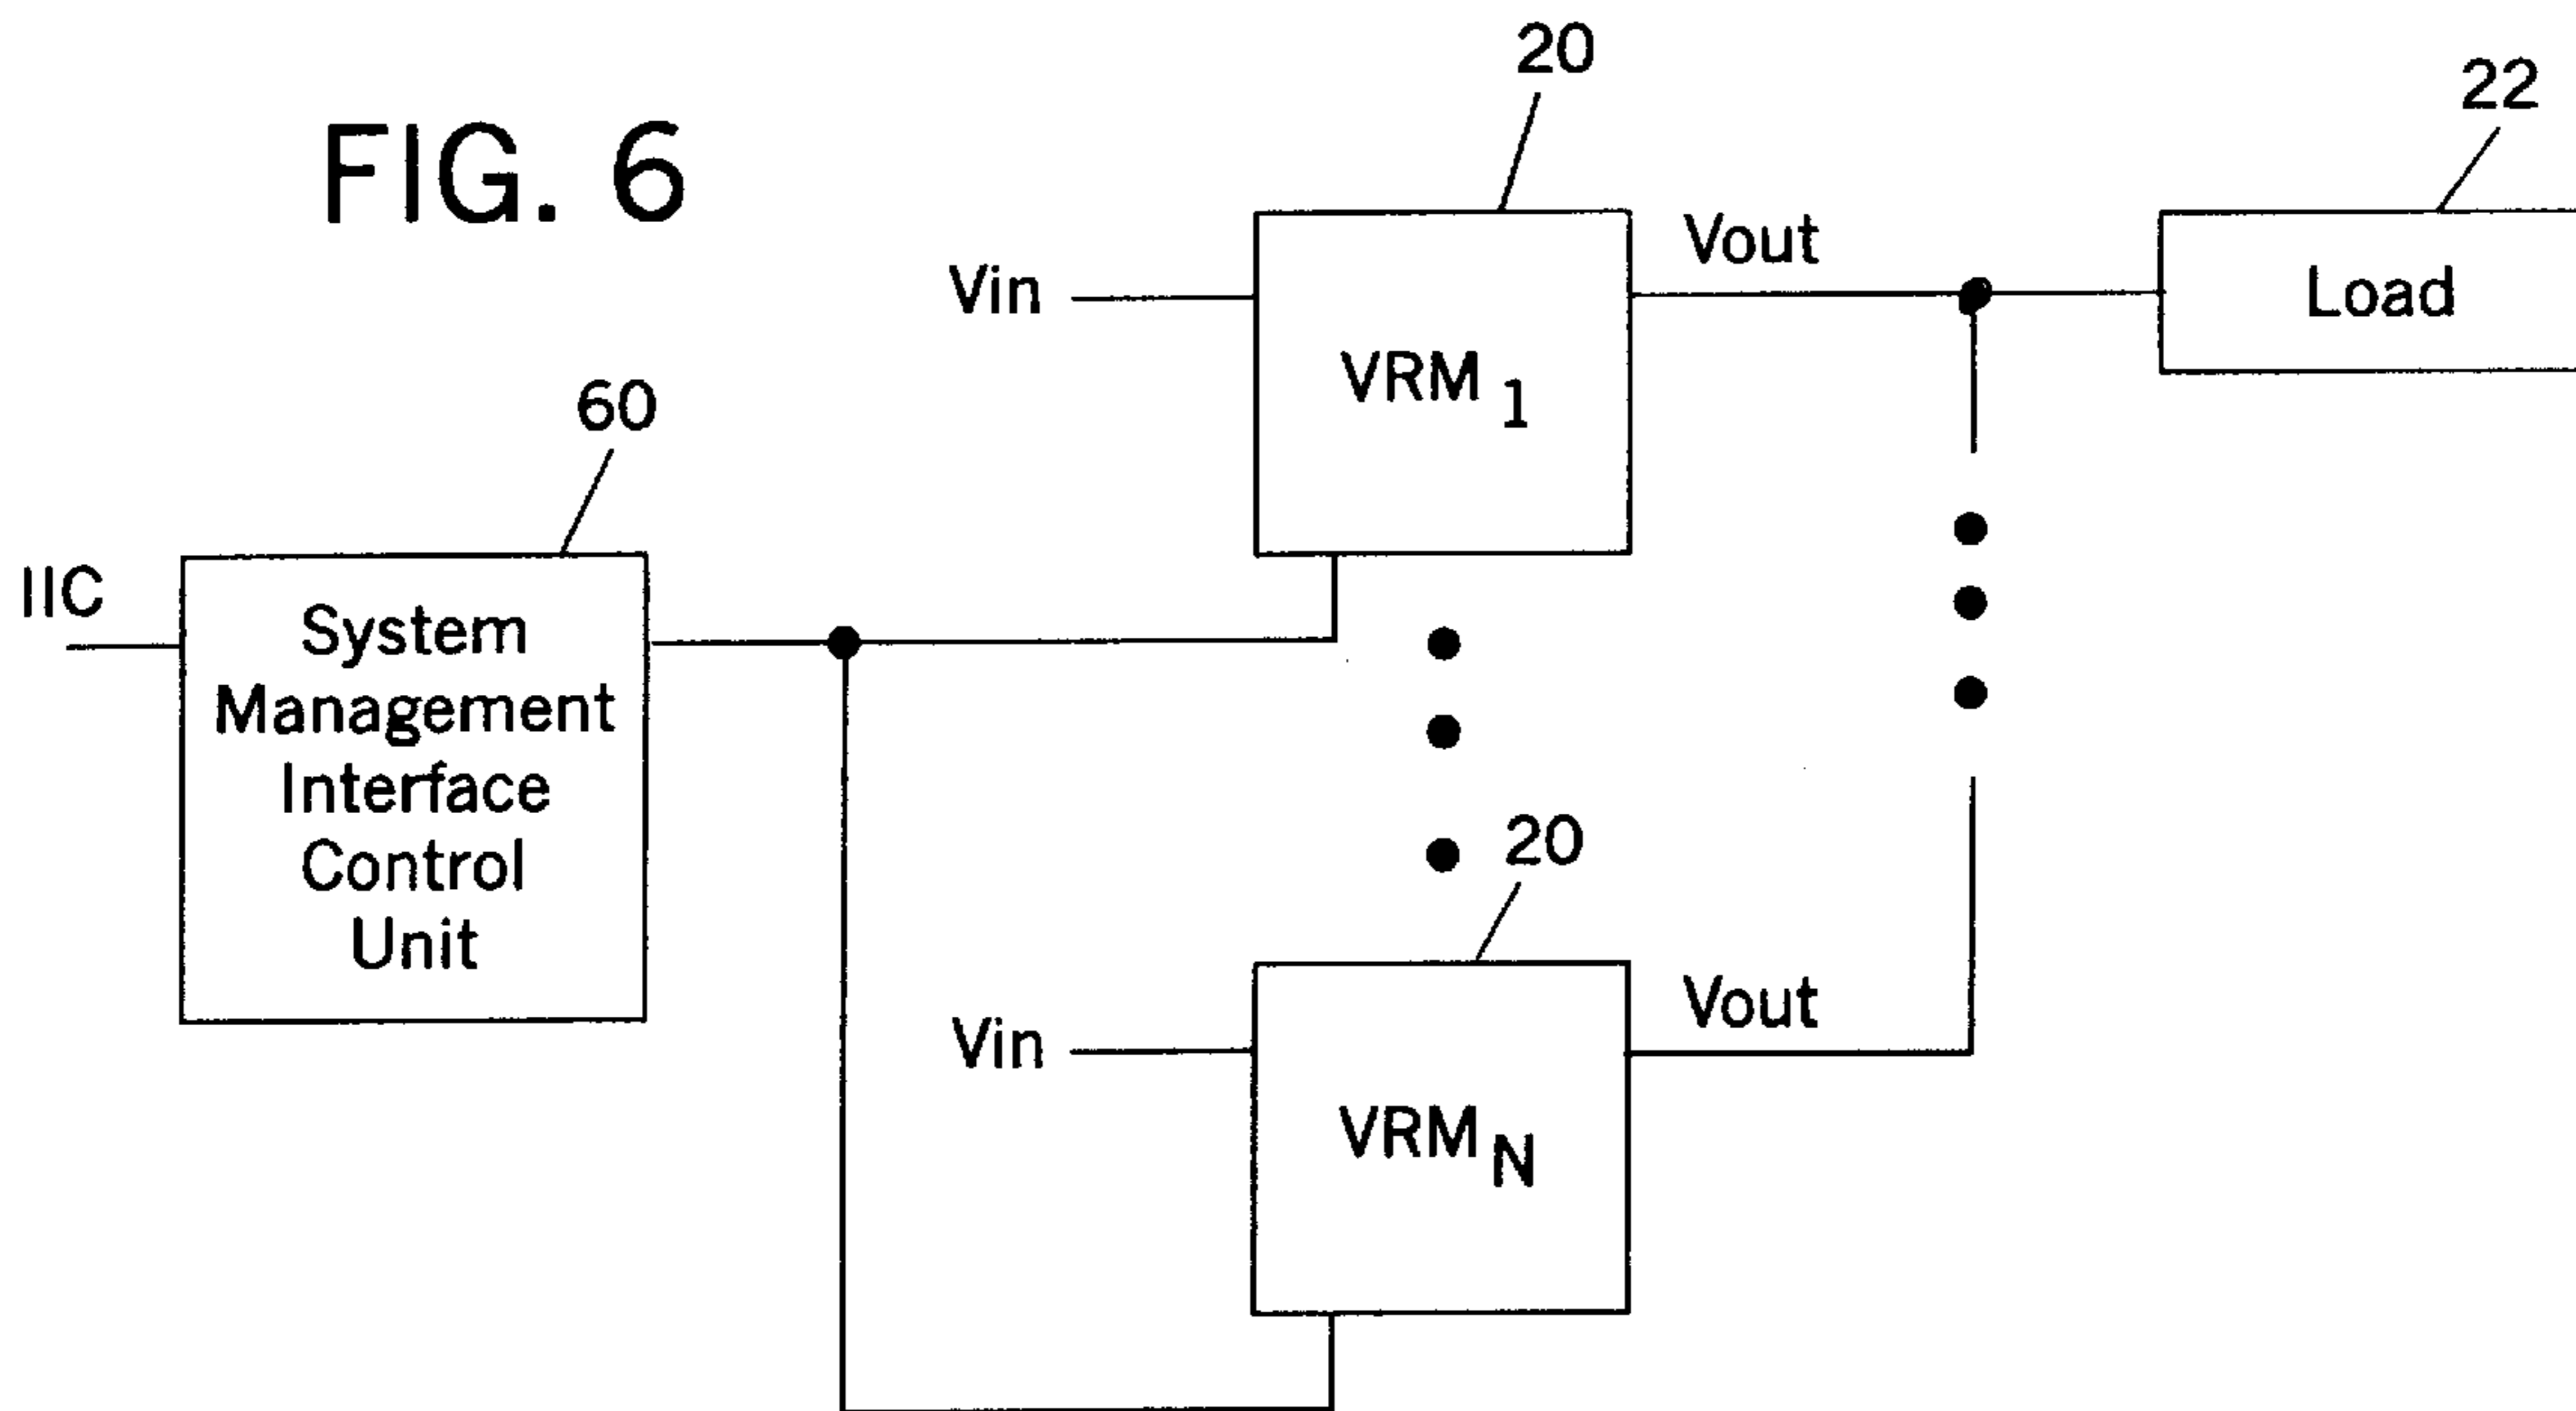 FIG. 6
20
22
Vin
VRM 1
Vout
Load
60
IIC
System
Management
Interface
Control
Unit
20
Vin
VRM N
Vout